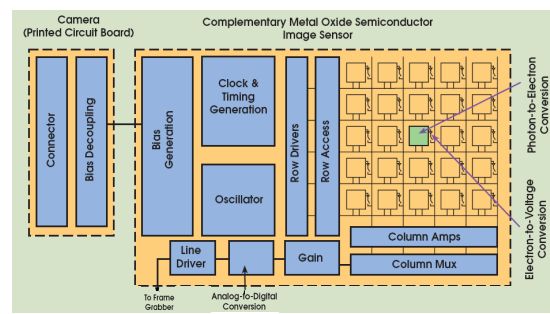 Camera
(Printed Circuit Board)
Complementary Metal Oxide Semiconductor
Image Sensor
Connector
Bias Decoupling
Bias
Generation
Clock &
Timing
Generation
Oscillator
Row Drivers
Row Access
Photon-to-Electron
Conversion
Electron-to-Voltage
Conversion
Column Amps
Column Mux
Line
Driver
Gain
To Frame
Grabber
Analog-to-Digital
Conversion